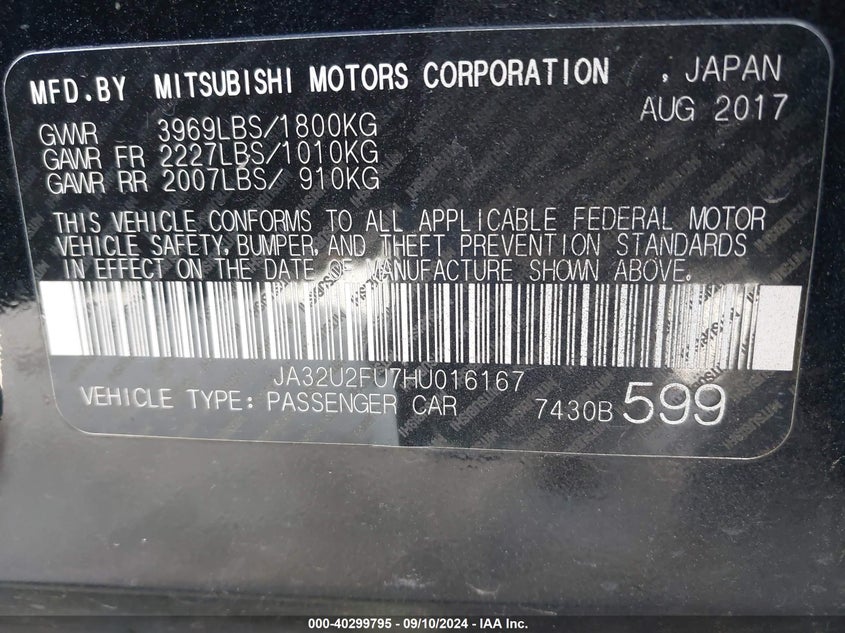 MFD.BY MITSUBISHI MOTORS CORPORATION , JAPAN
AUG 2017
GVWR 3969LBS/1800KG
GAWR FR 2227LBS/1010KG
GAWR RR 2007LBS/ 910KG
THIS VEHICLE CONFORMS TO ALL APPLICABLE FEDERAL MOTOR
VEHICLE SAFETY, BUMPER, AND THEFT PREVENTION STANDARDS
IN EFFECT ON THE DATE OF MANUFACTURE SHOWN ABOVE.
JA32U2FU7HU016167
VEHICLE TYPE: PASSENGER CAR 7430B 599
000-40299795 - 09/10/2024 - IAA Inc.